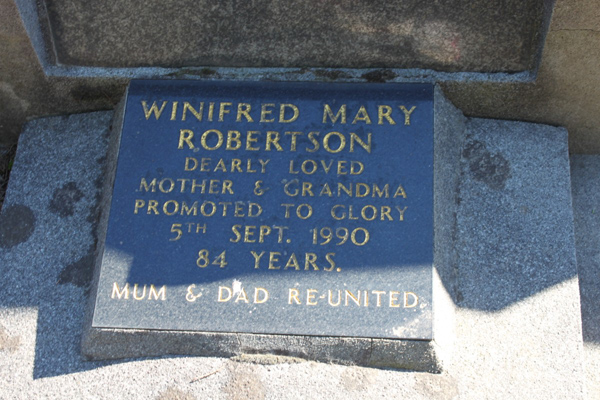 WINIFRED MARY
ROBERTSON
DEARLY LOVED
MOTHER & GRANDMA
PROMOTED TO GLORY
5TH SEPT. 1990
84 YEARS.
MUM & DAD RE-UNITED.